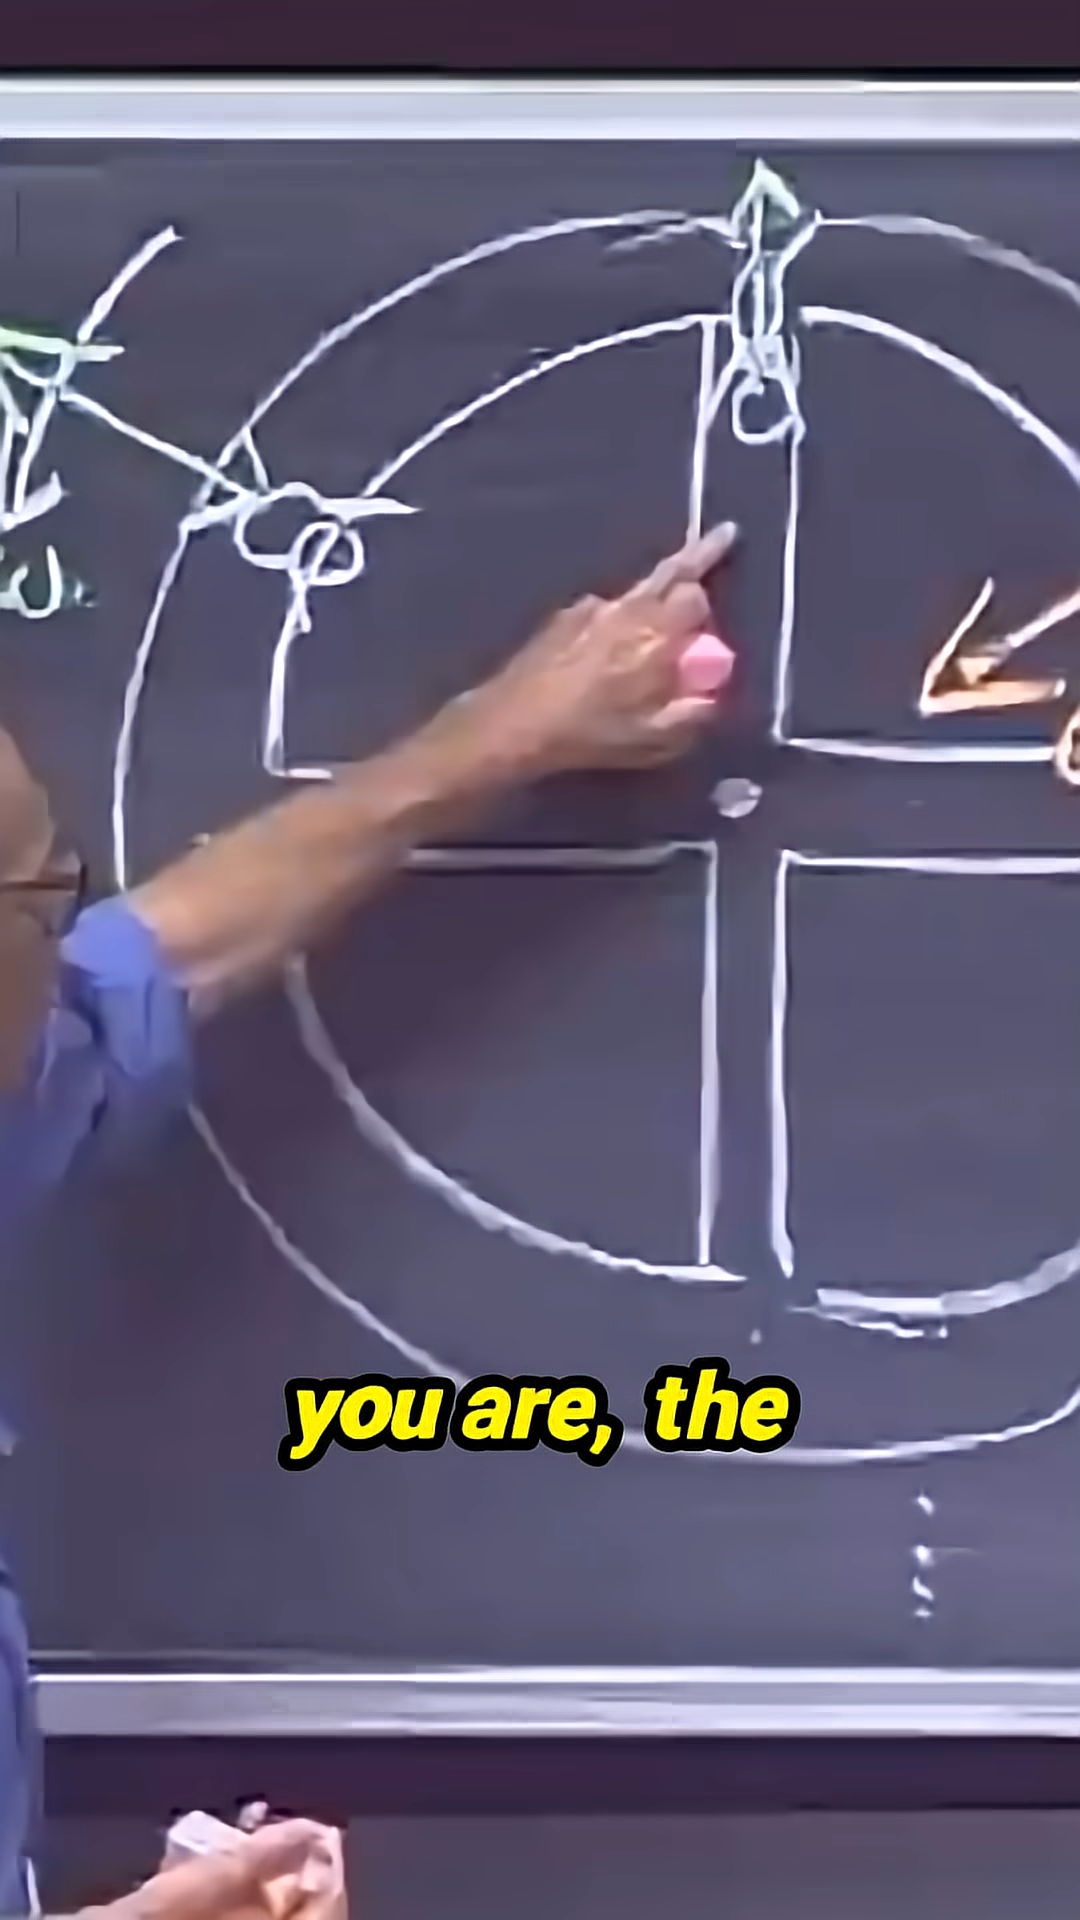 ω
you are, the